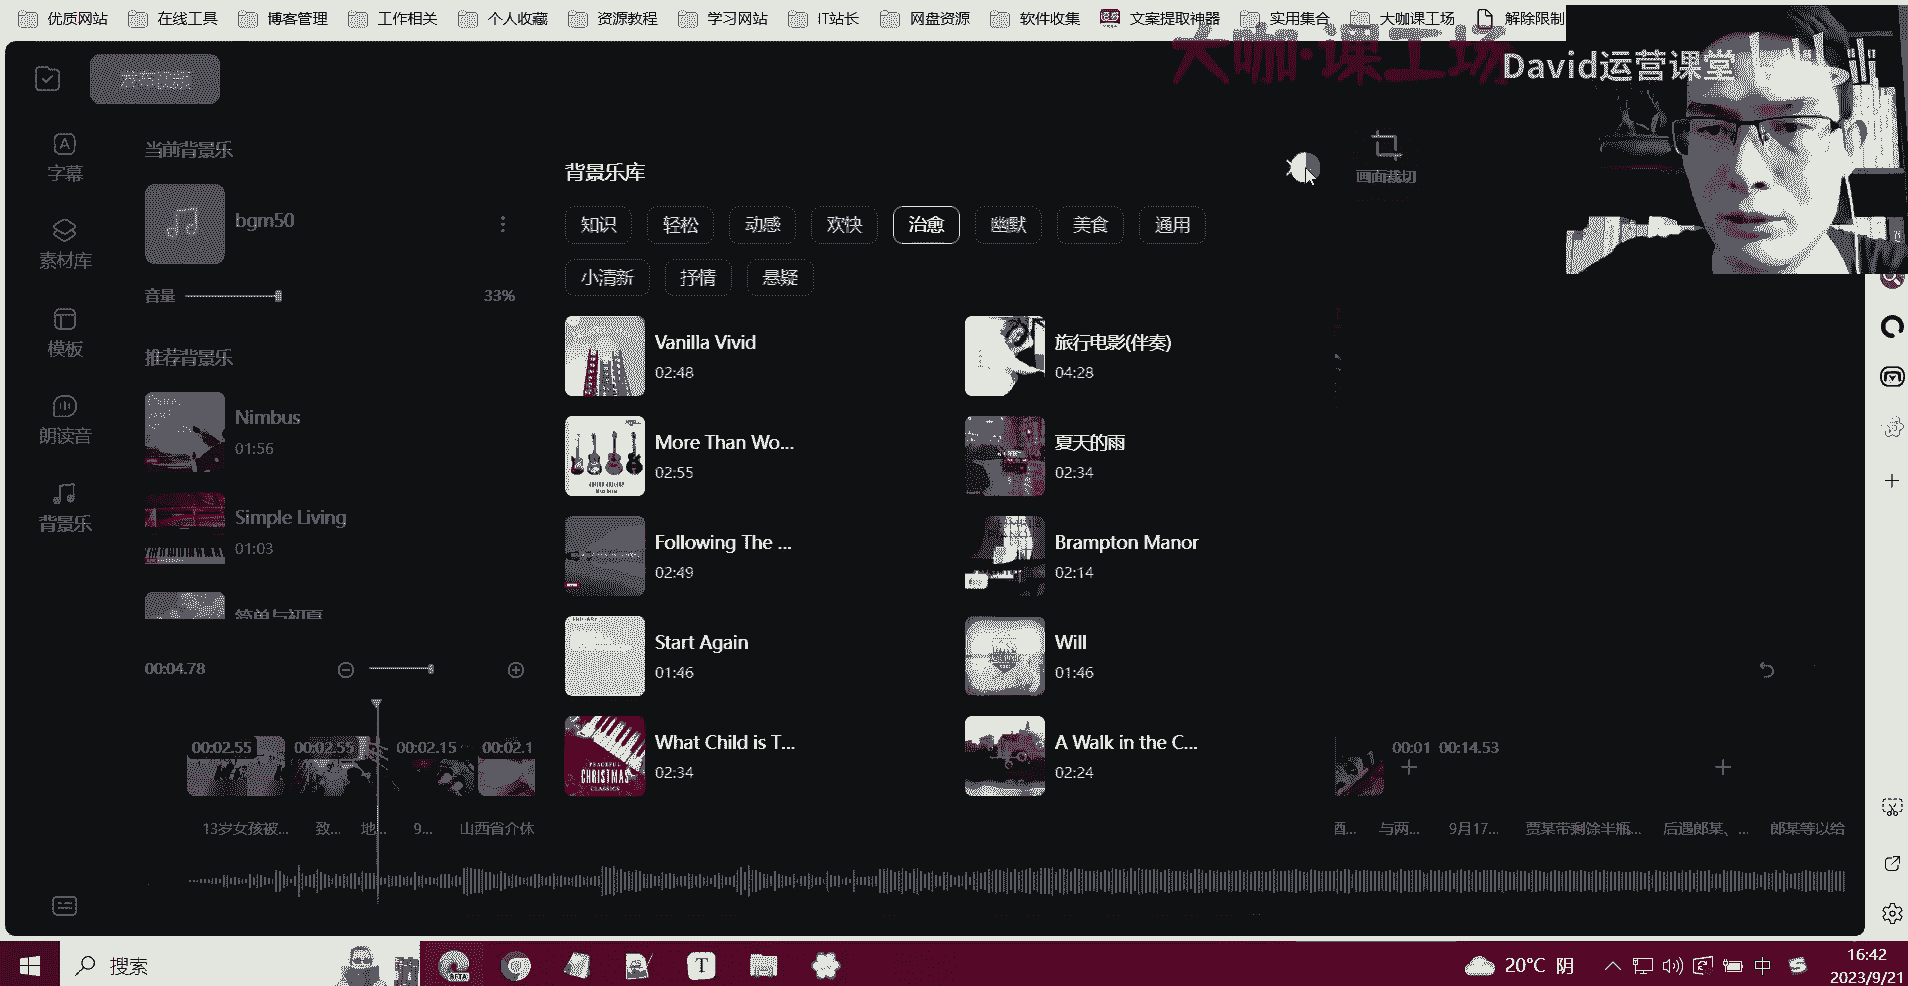 优质网站
在线工具
博客管理
工作相关
个人收藏
资源教程
学习网站
IT站长
网盘资源
软件收集
文案提取神器
实用集合
大咖课工场
解除限制
大咖·课工场
David运营课堂
字幕
素材库
模板
朗读音
背景乐
当前背景乐
bgm50
音量
33%
推荐背景乐
Nimbus
01:56
Simple Living
01:03
简单与初夏
背景乐库
画面裁切
知识
轻松
动感
欢快
治愈
幽默
美食
通用
小清新
抒情
悬疑
Vanilla Vivid
02:48
旅行电影(伴奏)
04:28
More Than Wo...
02:55
夏天的雨
02:34
Following The ...
02:49
Brampton Manor
02:14
Start Again
01:46
Will
01:46
What Child is T...
02:34
PEACEFUL
CHRISTMAS
CLASSICS
A Walk in the C...
02:24
00:04.78
00:02.55
00:02.55
00:02.15
00:02.1
00:01
00:14.53
13岁女孩被...
致...
地...
9...
山西省介休
酒...
与两...
9月17...
贾某带剩余半瓶...
后遇郎某、...
郎某等以给
搜索
BETA
T
20°C 阴
中
16:42
2023/9/21